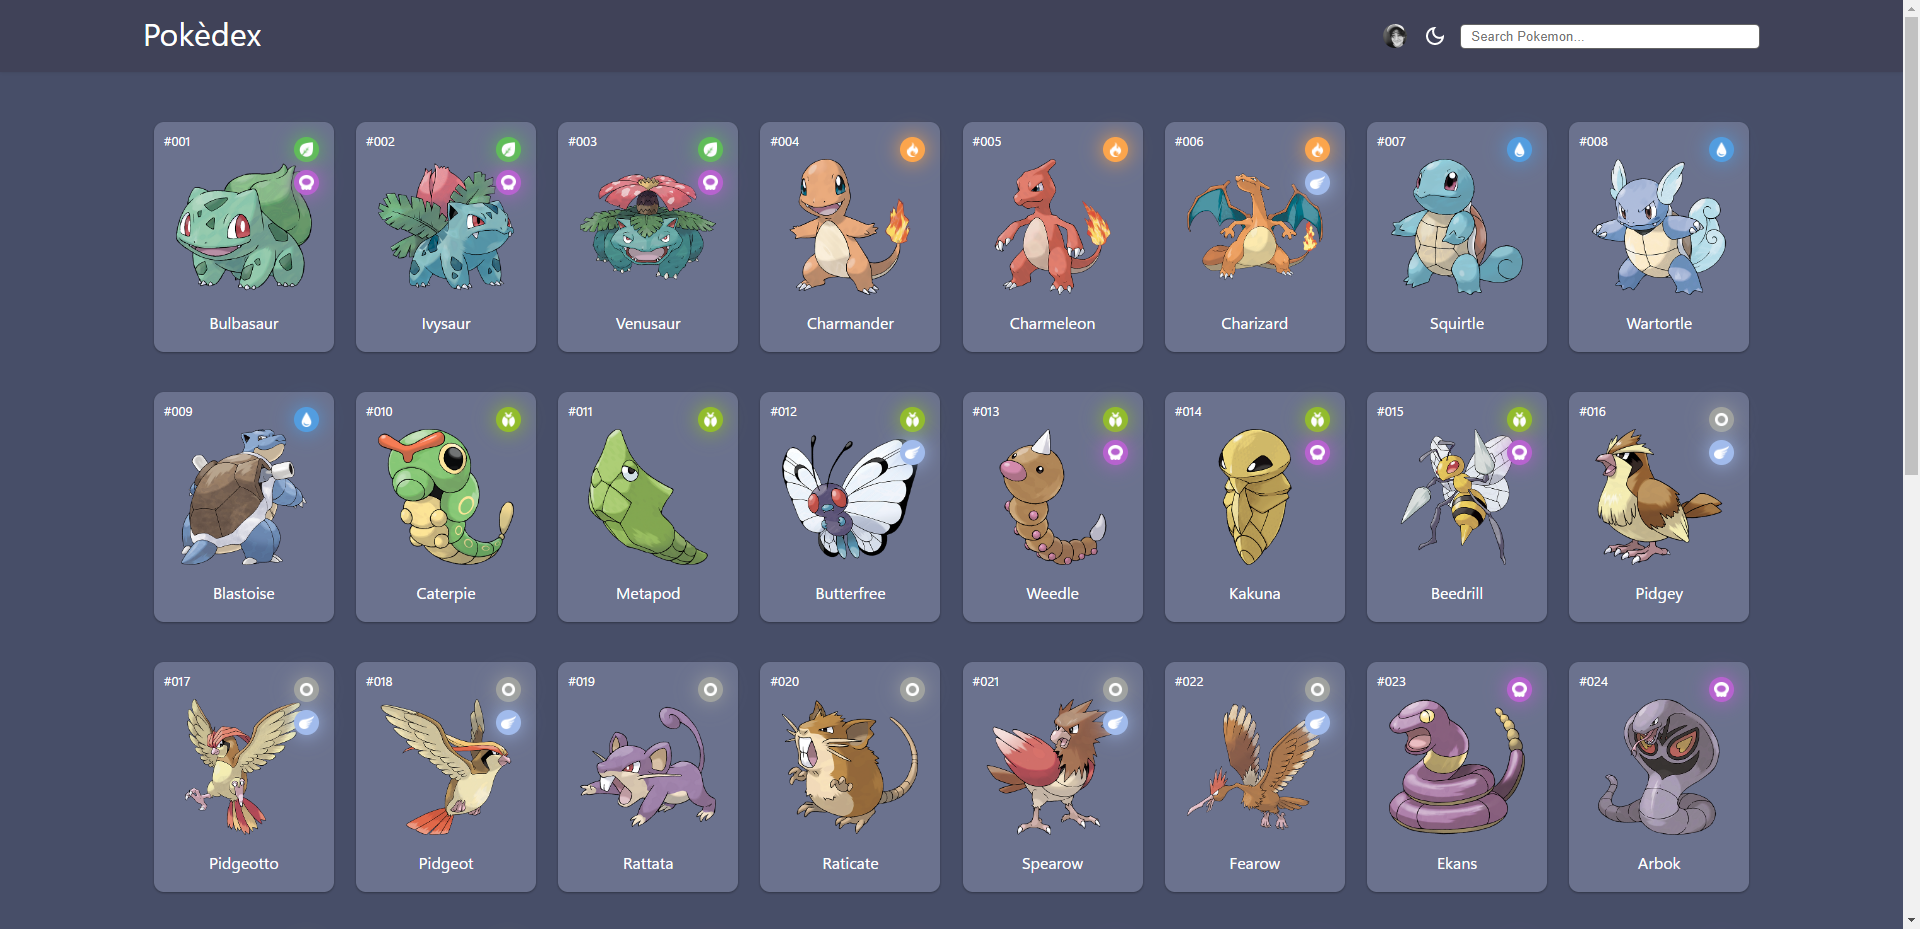 Pokèdex
Search Pokemon...
#001 #002 #003 #004 #005 #006 #007 #008
Bulbasaur Ivysaur Venusaur Charmander Charmeleon Charizard Squirtle Wartortle
#009 #010 #011 #012 #013 #014 #015 #016
Blastoise Caterpie Metapod Butterfree Weedle Kakuna Beedrill Pidgey
#017 #018 #019 #020 #021 #022 #023 #024
Pidgeotto Pidgeot Rattata Raticate Spearow Fearow Ekans Arbok